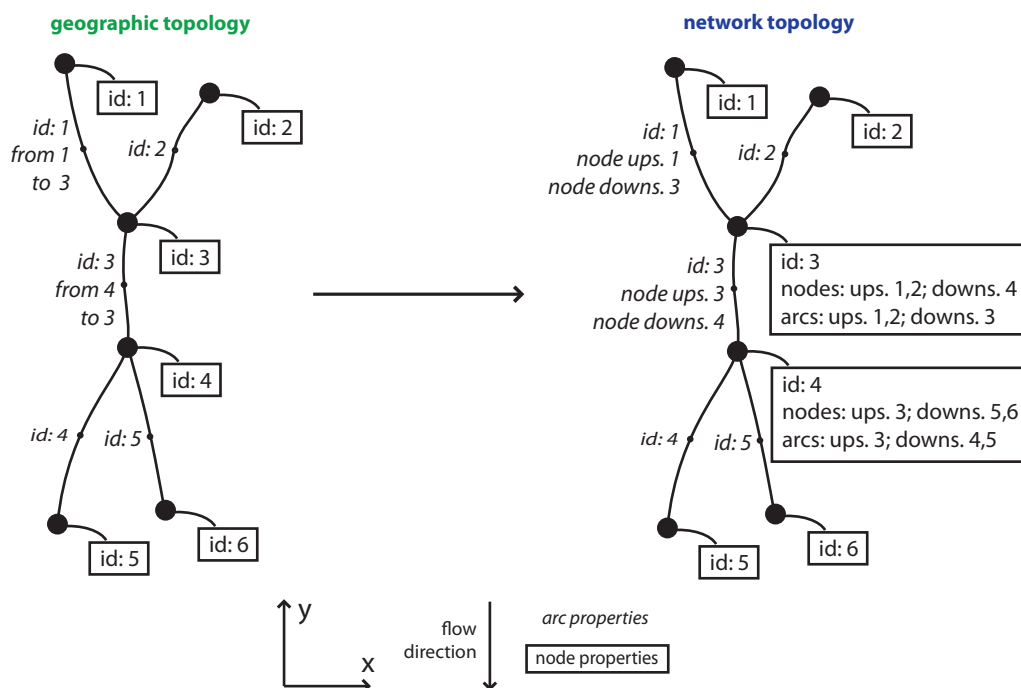 geographic topology
id: 1
id: 2
id: 1
from 1
to 3
id: 2
id: 3
id: 3
from 4
to 3
id: 4
id: 4
id: 5
id: 5
id: 6
network topology
id: 1
id: 2
id: 1
node ups. 1
node downs. 3
id: 2
id: 3
nodes: ups. 1,2; downs. 4
arcs: ups. 1,2; downs. 3
id: 3
node ups. 3
node downs. 4
id: 4
nodes: ups. 3; downs. 5,6
arcs: ups. 3; downs. 4,5
id: 4
id: 5
id: 5
id: 6
y
x
flow
direction
arc properties
node properties